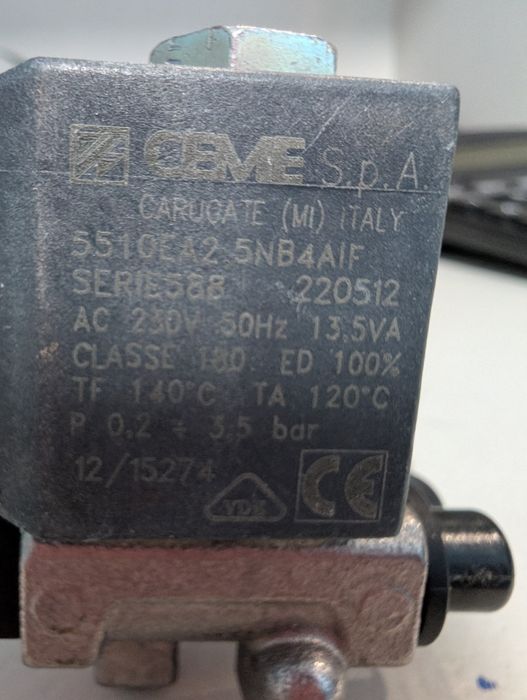 CEME S.p.A.
CARUGATE (MI) ITALY
5510EA2.5NB4AIF
SERIE588 220512
AC 230V 50Hz 13.5VA
CLASSE 180 ED 100%
TF 140°C TA 120°C
P 0,2 ÷ 3,5 bar
12/15274
VDE CE